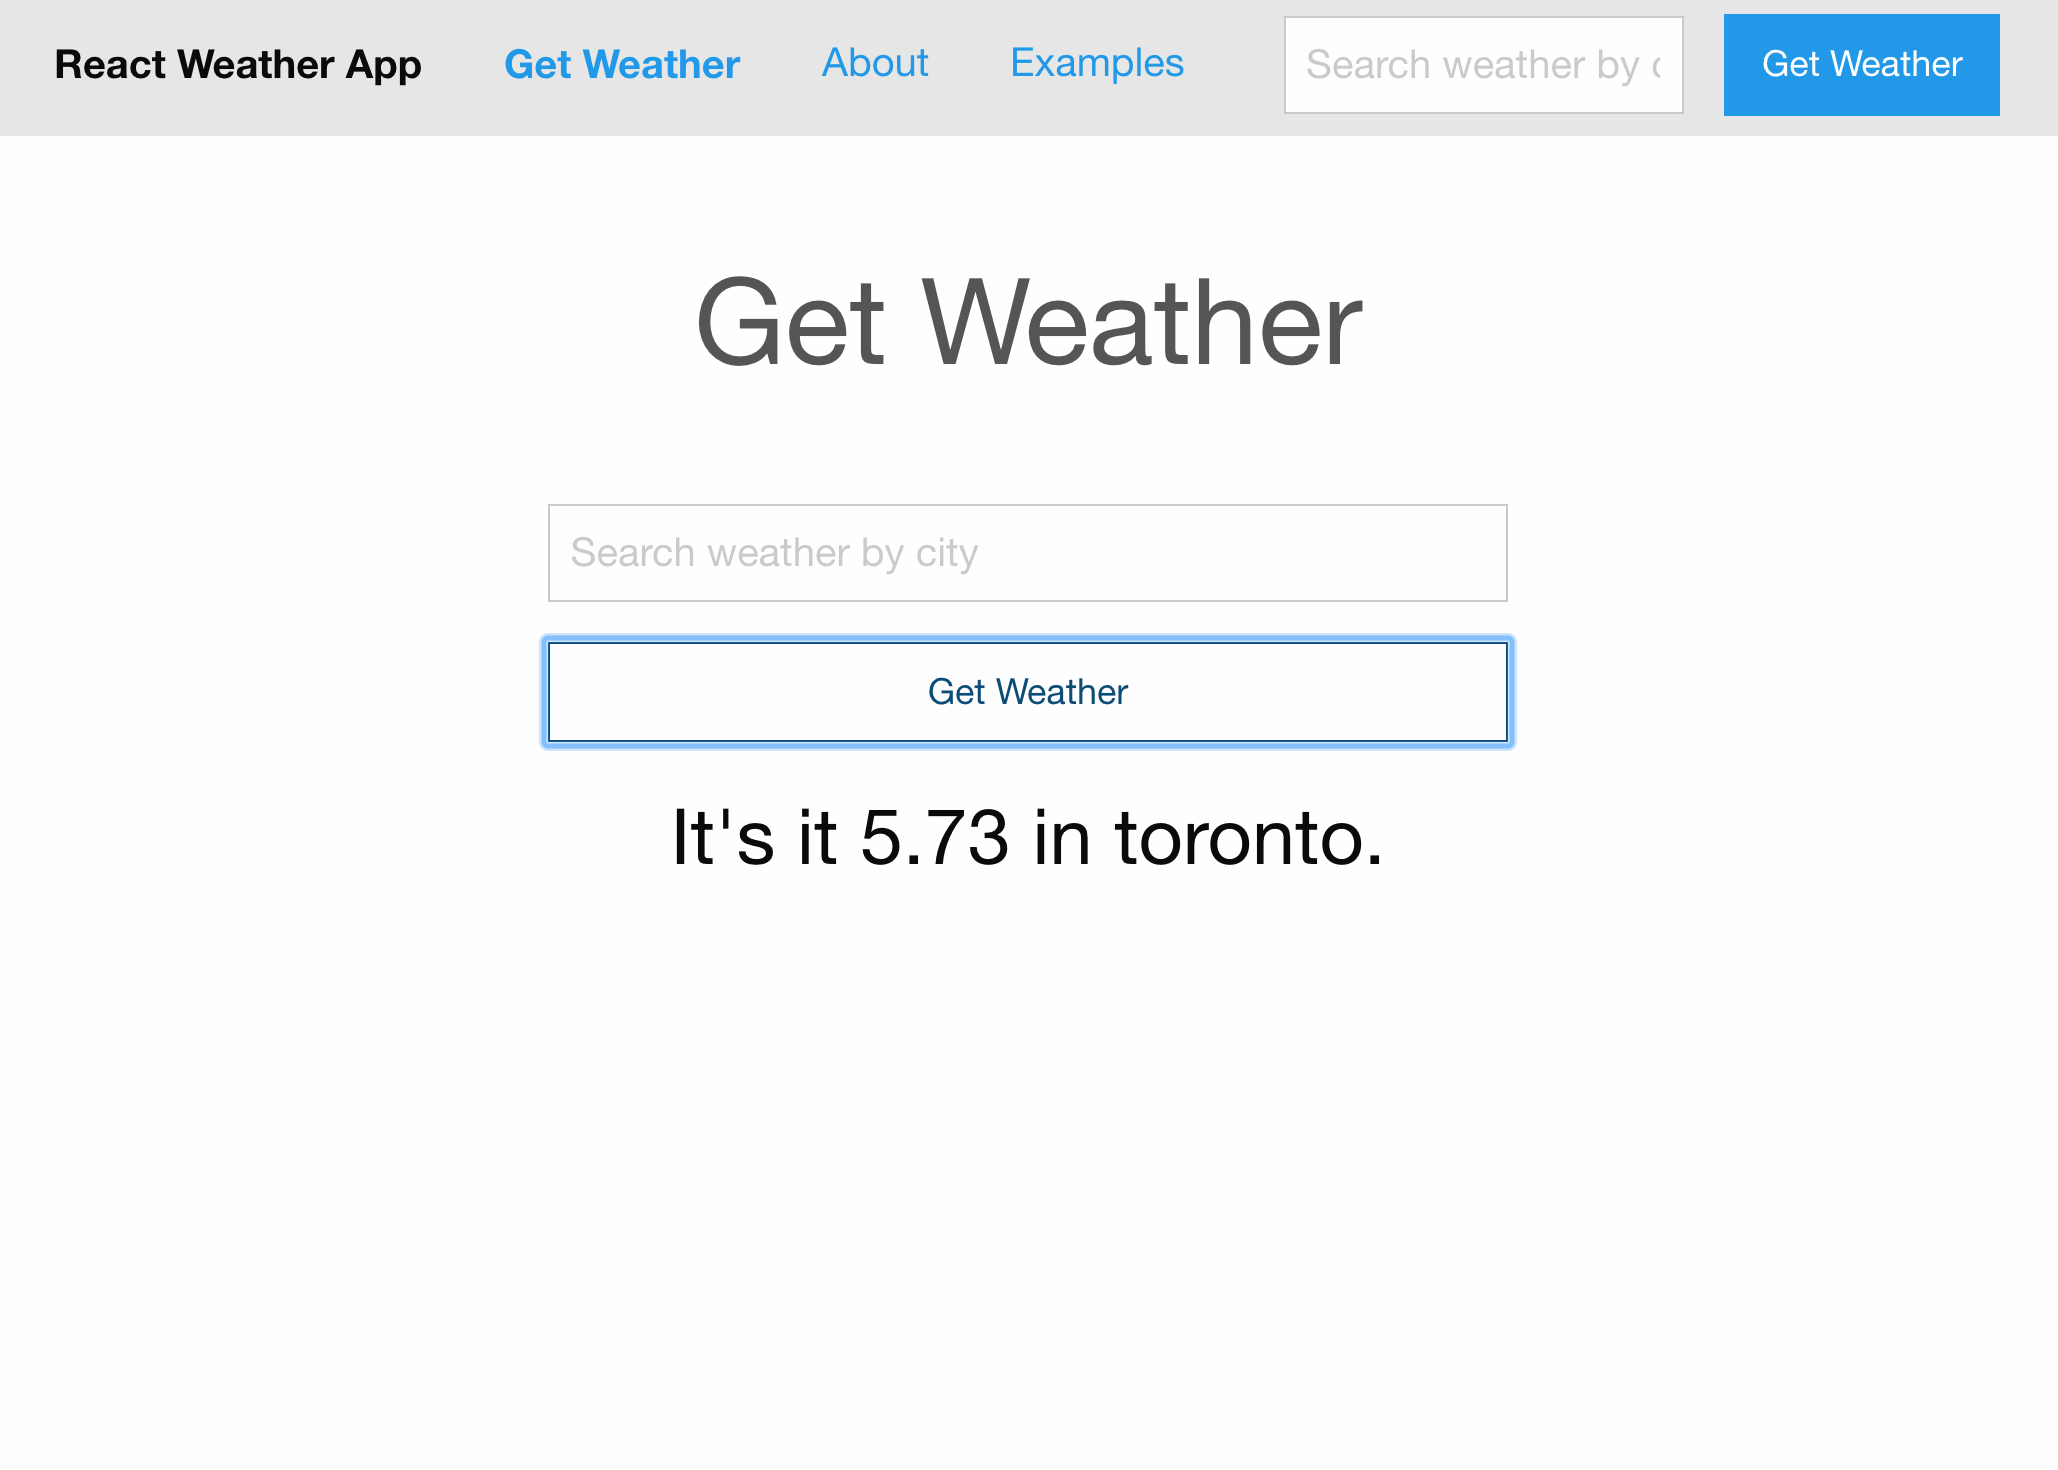 React Weather App Get Weather About Examples Search weather by Get Weather
Get Weather
Search weather by city
Get Weather
It's it 5.73 in toronto.